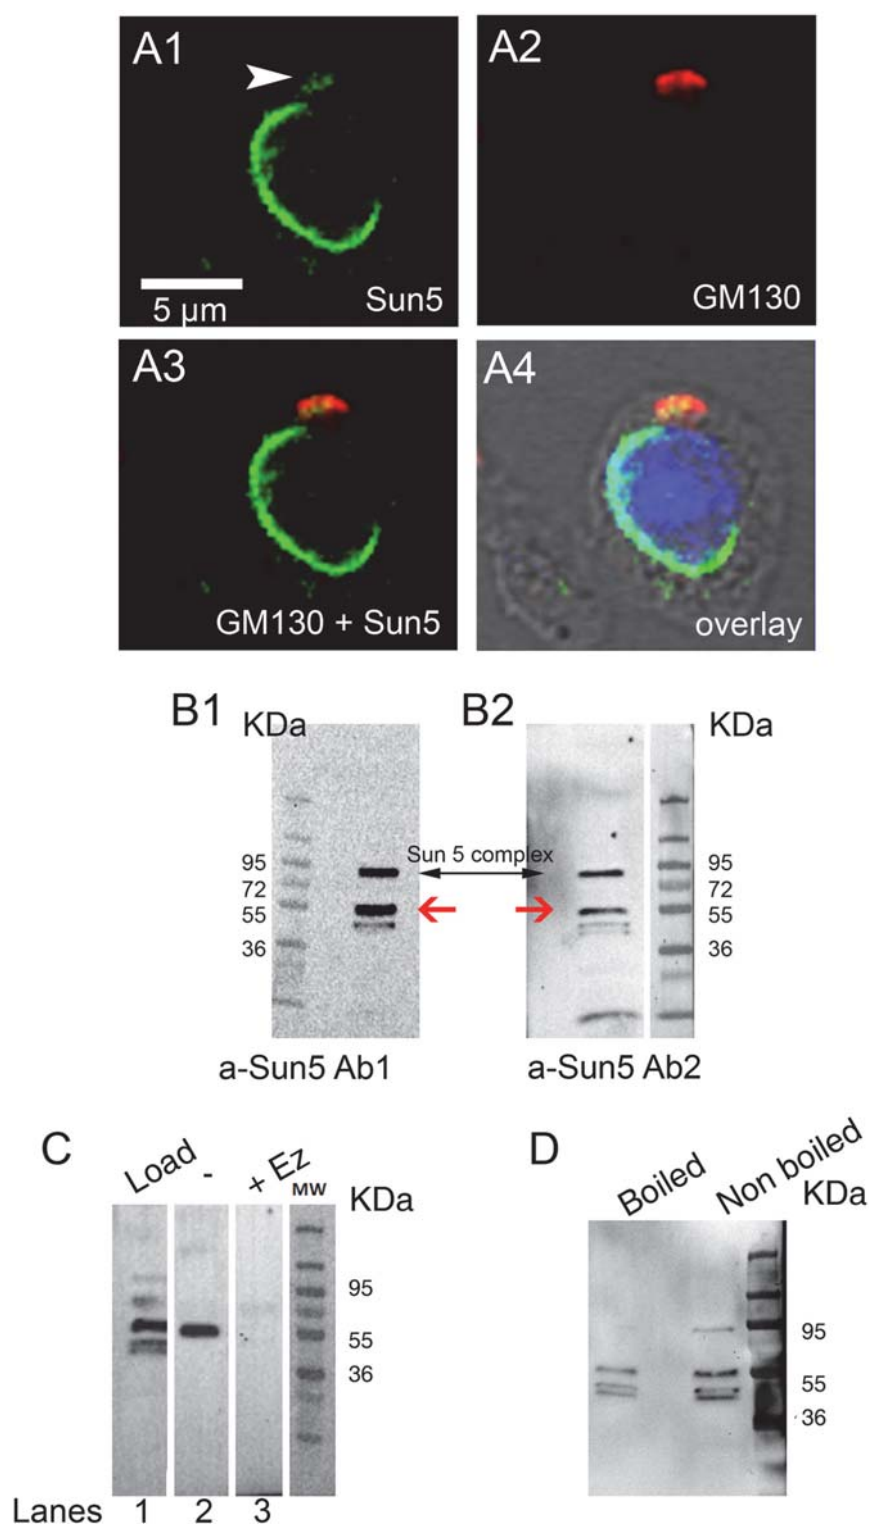 A1
A2
5 µm
Sun5
GM130
A3
A4
GM130 + Sun5
overlay
B1
B2
KDa
KDa
Sun 5 complex
95
72
55
36
95
72
55
36
a-Sun5 Ab1
a-Sun5 Ab2
C
D
Load
-
+ Ez
MW
KDa
Boiled
Non boiled
KDa
95
55
36
95
55
36
Lanes 1 2 3